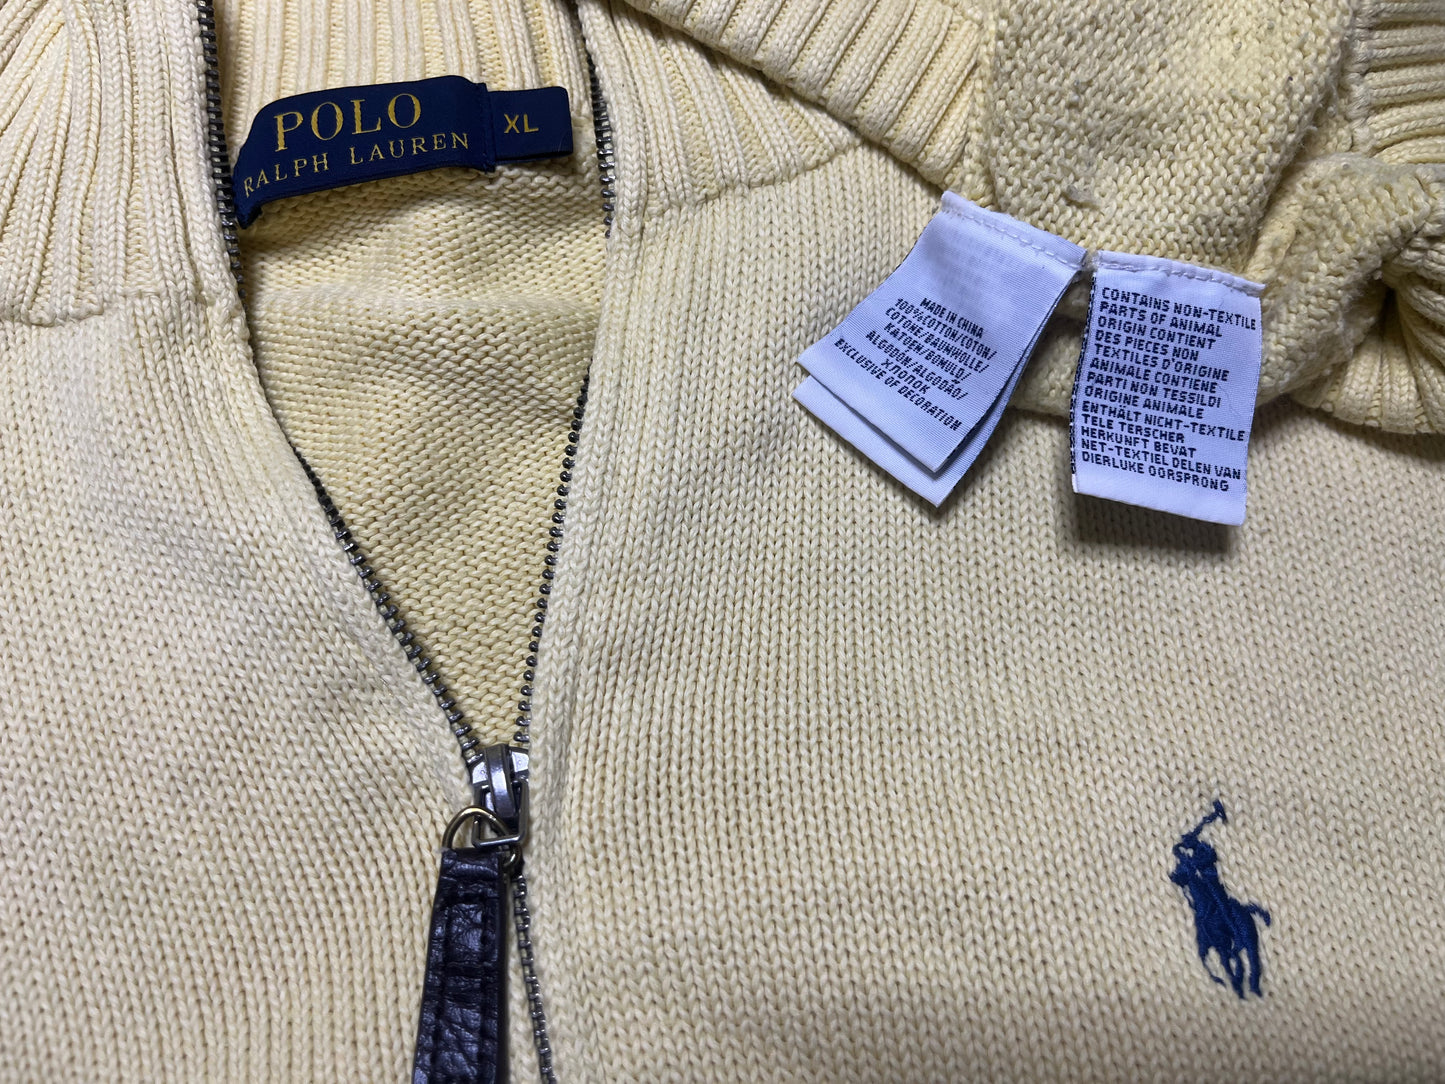 POLO
RALPH LAUREN
XL
MADE IN CHINA
100%COTTON/COTON/
COTONE/BAUMWOLLE/
KATOEN/BOMULD/
ALGODÓN/ALGODÃO/
ХЛОПОК
EXCLUSIVE OF DECORATION
CONTAINS NON-TEXTILE
PARTS OF ANIMAL
ORIGIN CONTIENT
DES PIECES NON
TEXTILES D'ORIGINE
ANIMALE CONTIENE
PARTI NON TESSILDI
ORIGINE ANIMALE
ENTHÄLT NICHT-TEXTILE
TELE TERSCHER
HERKUNFT BEVAT
NET-TEXTIEL DELEN VAN
DIERLUKE OORSPRONG